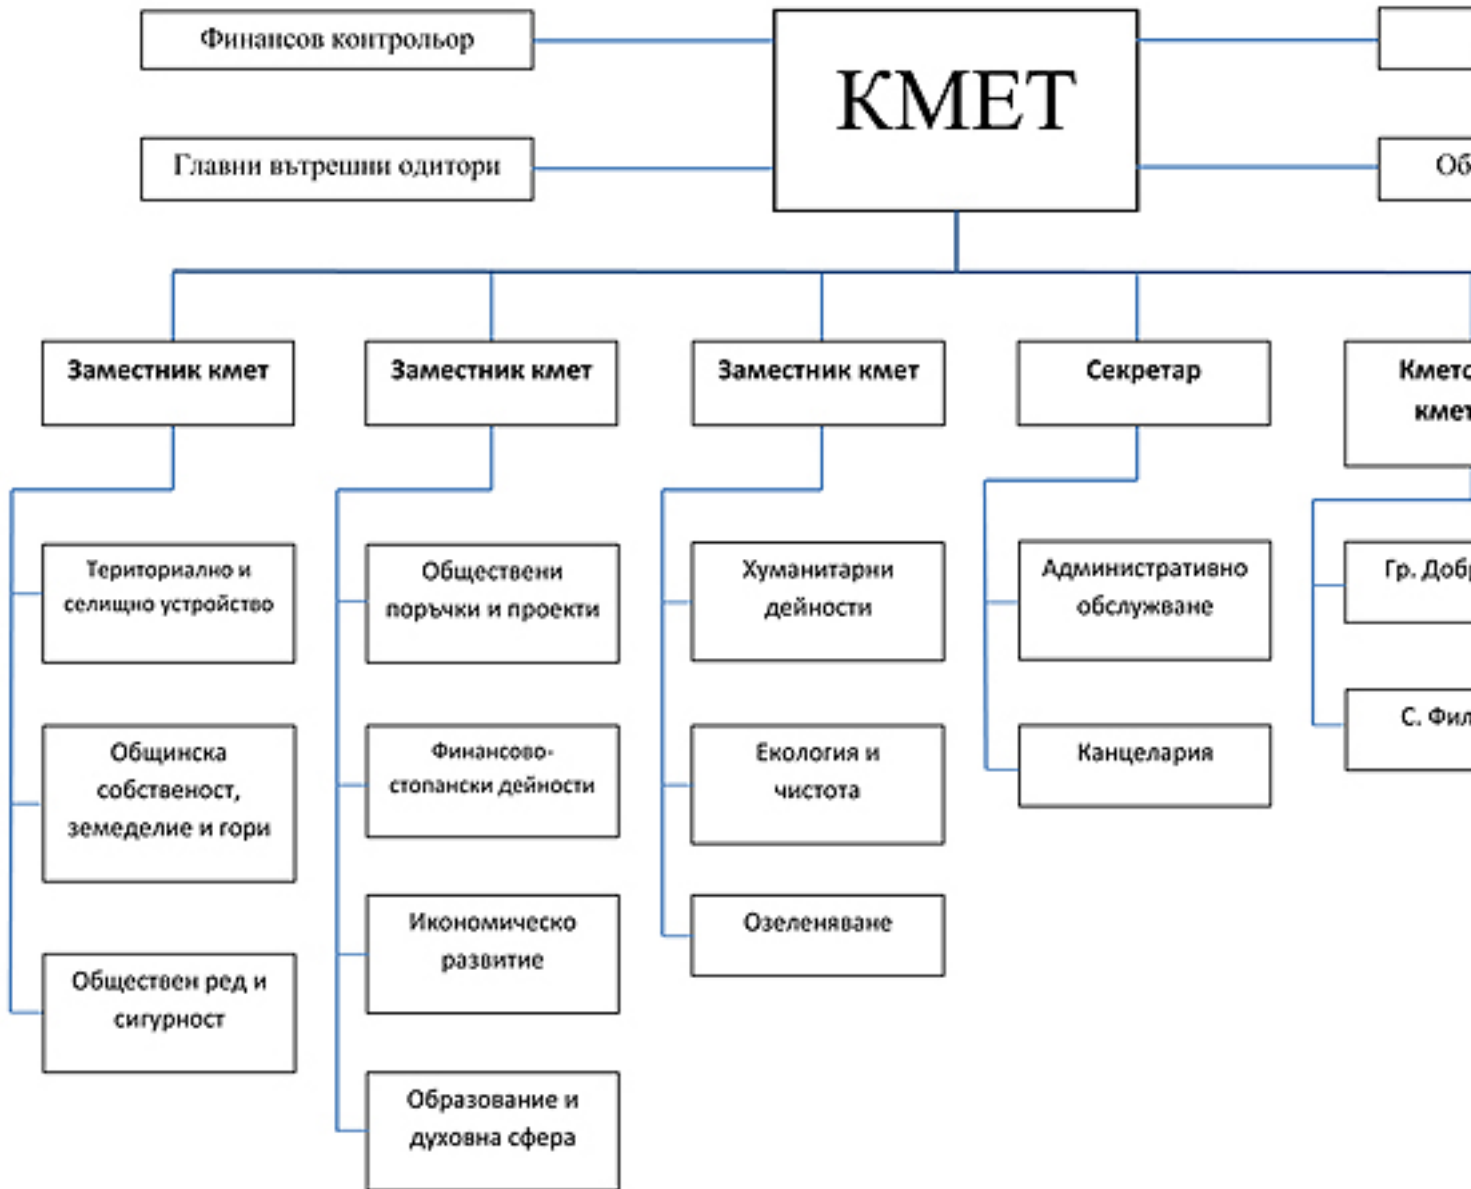 Финансов контрольор
КМЕТ
Главни вътрешни одитори
Заместник кмет
Заместник кмет
Заместник кмет
Секретар
Териториално и
селищно устройство
Общинска
собственост,
земеделие и гори
Обществен ред и
сигурност
Обществени
поръчки и проекти
Финансово-
стопански дейности
Икономическо
развитие
Образование и
духовна сфера
Хуманитарни
дейности
Екология и
чистота
Озеленяване
Административно
обслужване
Канцелария
Гр.
С.